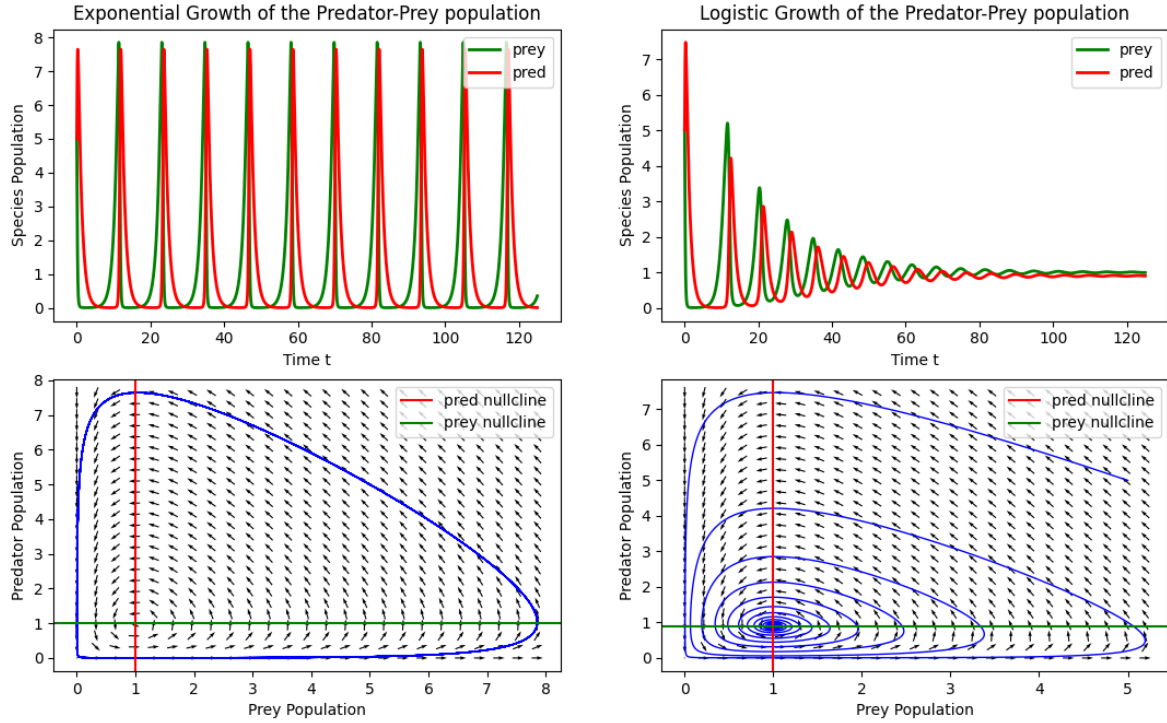 Exponential Growth of the Predator-Prey population
8
7
6
5
4
3
2
1
0
Species Population
prey
pred
0 20 40 60 80 100 120
Time t
Logistic Growth of the Predator-Prey population
7
6
5
4
3
2
1
0
Species Population
prey
pred
0 20 40 60 80 100 120
Time t
8
7
6
5
4
3
2
1
0
Predator Population
pred nullcline
prey nullcline
0 1 2 3 4 5 6 7 8
Prey Population
7
6
5
4
3
2
1
0
Predator Population
pred nullcline
prey nullcline
0 1 2 3 4 5
Prey Population